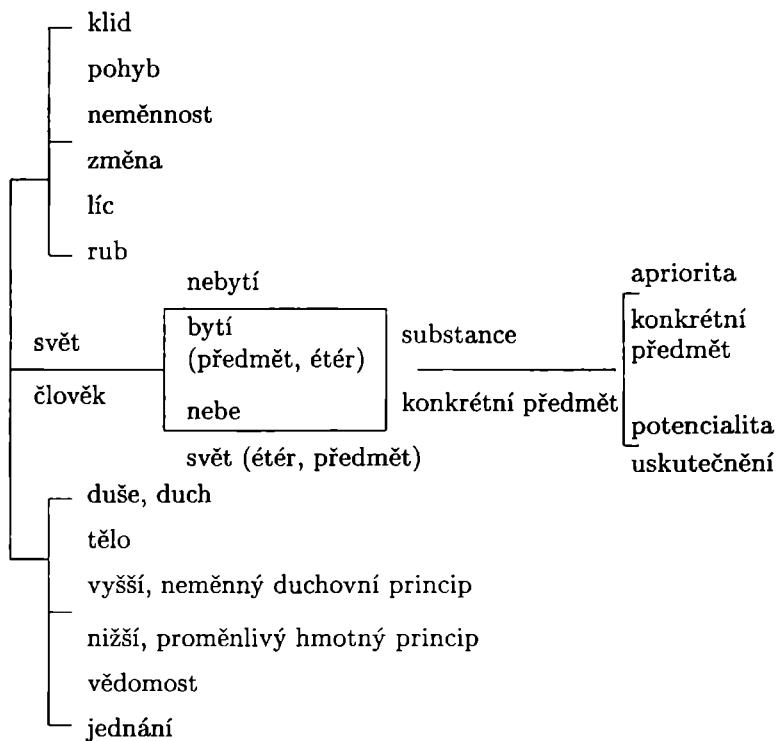 klid
pohyb
neměnnost
změna
líc
rub
nebytí
svět
člověk
bytí
(předmět, étér)
nebe
svět (étér, předmět)
substance
konkrétní předmět
apriorita
konkrétní
předmět
potencialita
uskutečnění
duše, duch
tělo
vyšší, neměnný duchovní princip
nižší, proměnlivý hmotný princip
vědomost
jednání